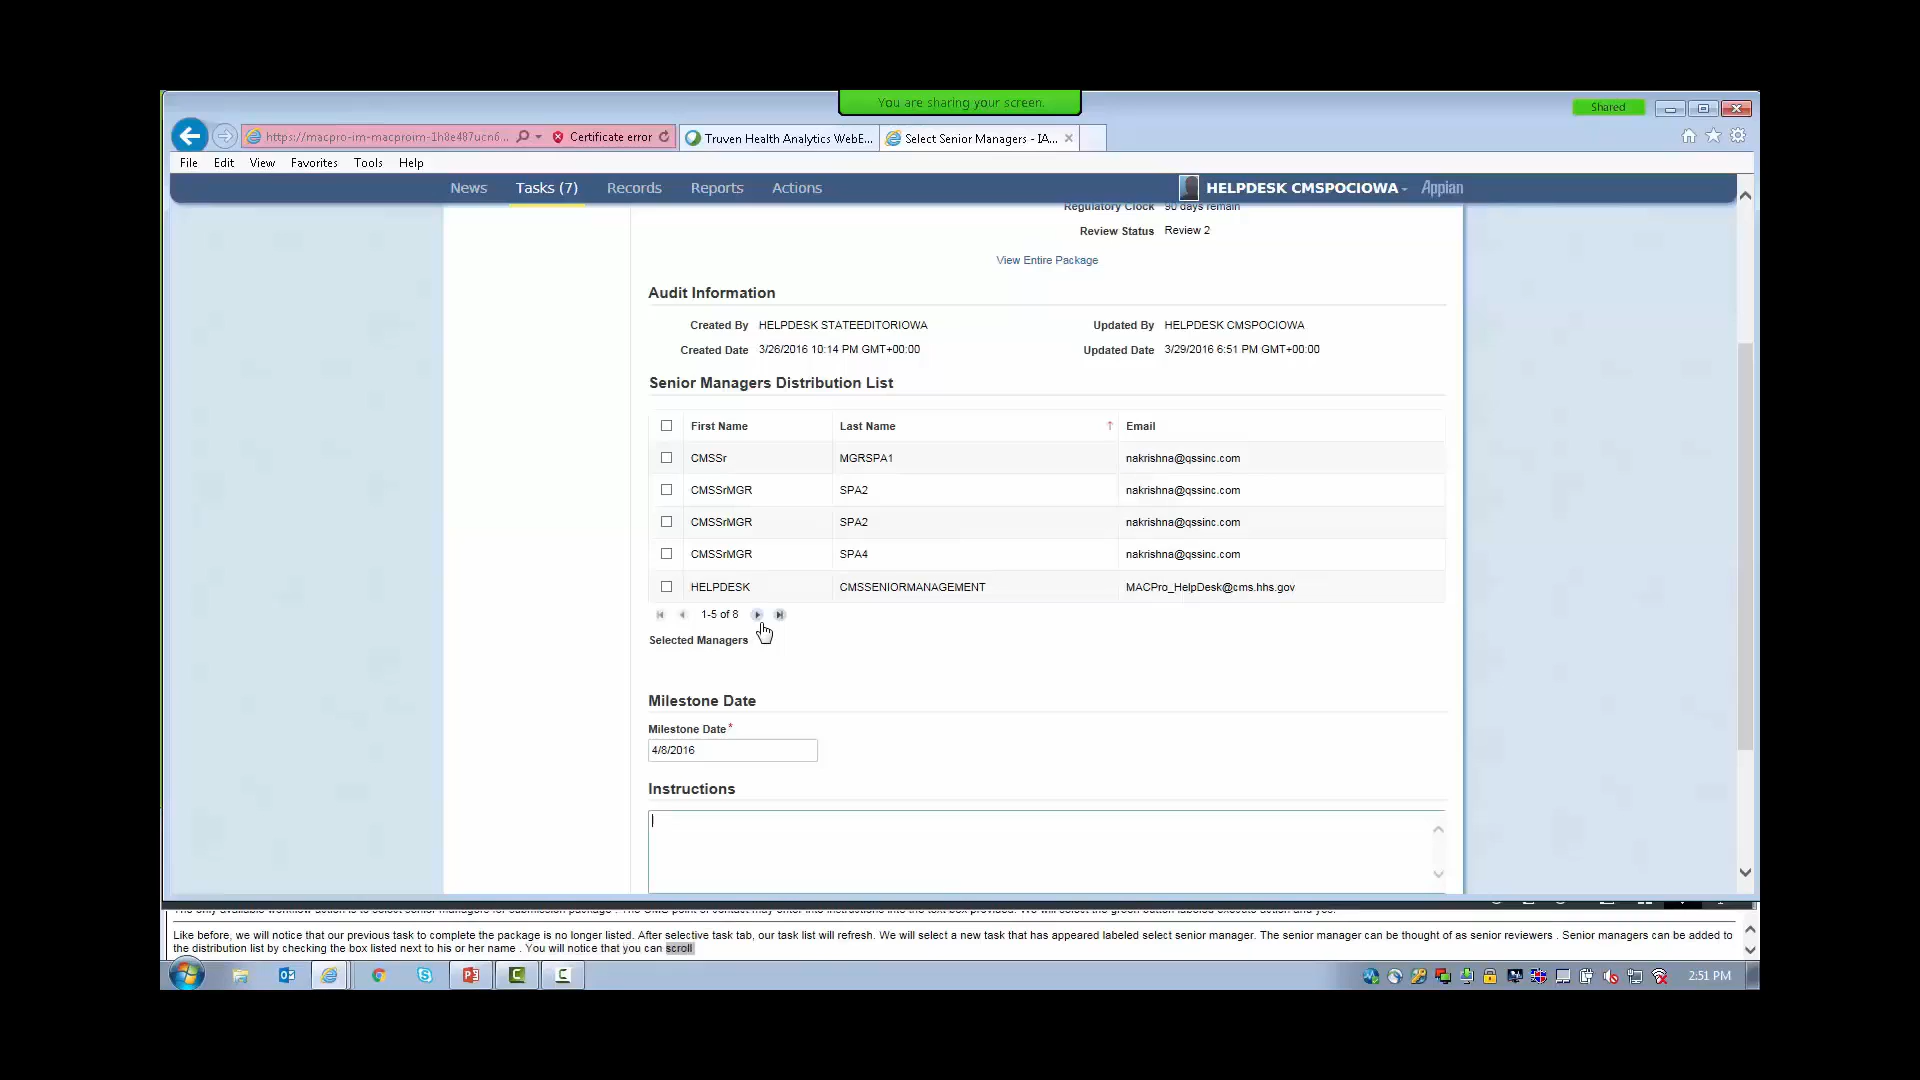 You are sharing your screen.
Shared
https://macpro-im-macproim-1h8e487ucn6... Certificate error
Truven Health Analytics WebE...
Select Senior Managers - IA...
File Edit View Favorites Tools Help
News Tasks (7) Records Reports Actions
HELPDESK CMSPOCIOWA Appian
Regulatory Clock 90 days remain
Review Status Review 2
View Entire Package
Audit Information
Created By HELPDESK STATEEDITORIOWA Updated By HELPDESK CMSPOCIOWA
Created Date 3/26/2016 10:14 PM GMT+00:00 Updated Date 3/29/2016 6:51 PM GMT+00:00
Senior Managers Distribution List
First Name Last Name Email
CMSSr MGRSPA1 nakrishna@qssinc.com
CMSSrMGR SPA2 nakrishna@qssinc.com
CMSSrMGR SPA2 nakrishna@qssinc.com
CMSSrMGR SPA4 nakrishna@qssinc.com
HELPDESK CMSSENIORMANAGEMENT MACPro_HelpDesk@cms.hhs.gov
1-5 of 8
Selected Managers
Milestone Date
Milestone Date*
4/8/2016
Instructions
The only available workflow action is to select senior managers for submission package . The CMS point of contact may enter into instructions into the text box provided. We will select the green button labeled execute action and yes.
Like before, we will notice that our previous task to complete the package is no longer listed. After selective task tab, our task list will refresh. We will select a new task that has appeared labeled select senior manager. The senior manager can be thought of as senior reviewers . Senior managers can be added to
the distribution list by checking the box listed next to his or her name . You will notice that you can scroll
2:51 PM